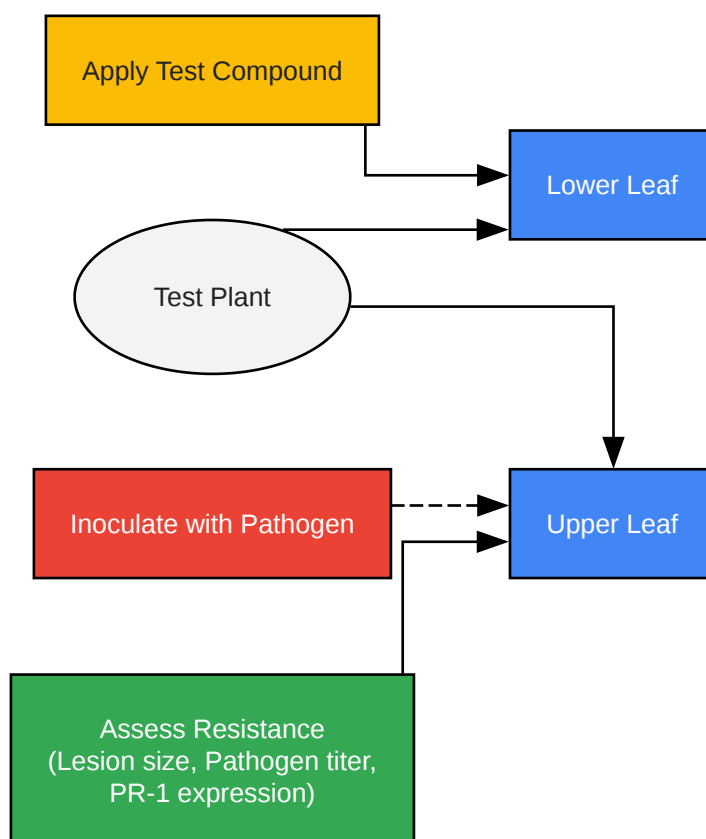 Apply Test Compound
Lower Leaf
Test Plant
Inoculate with Pathogen
Upper Leaf
Assess Resistance
(Lesion size, Pathogen titer,
PR-1 expression)